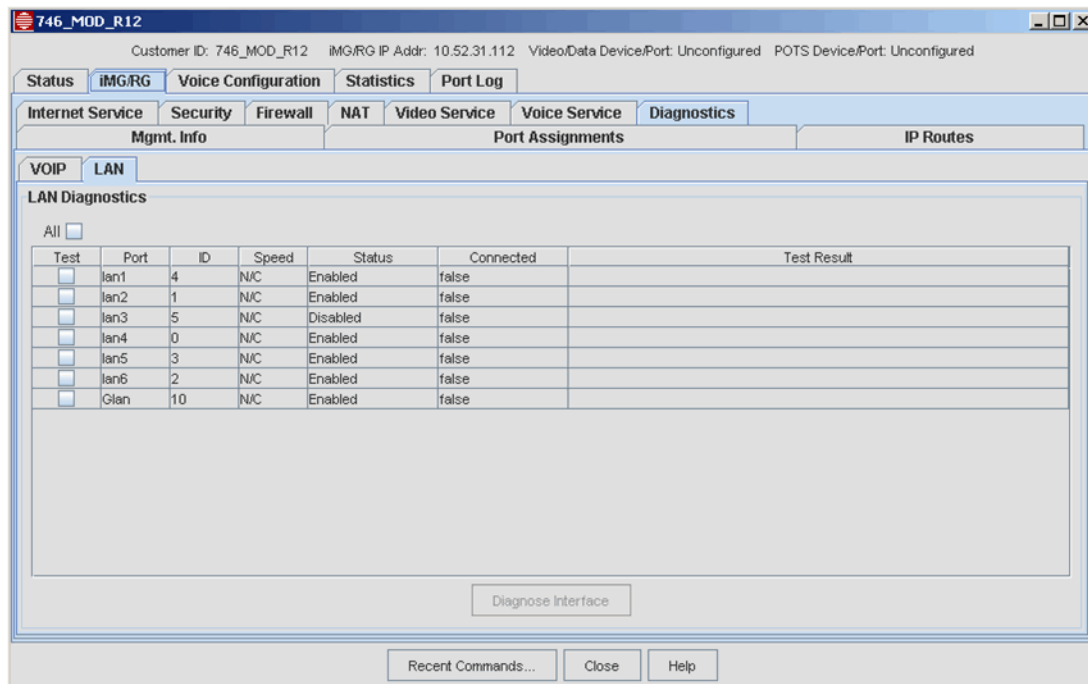 746_MOD_R12
Customer ID: 746_MOD_R12 iMG/RG IP Addr: 10.52.31.112 Video/Data Device/Port: Unconfigured POTS Device/Port: Unconfigured
Status iMG/RG Voice Configuration Statistics Port Log
Internet Service Security Firewall NAT Video Service Voice Service Diagnostics
Mgmt. Info Port Assignments IP Routes
VOIP LAN
LAN Diagnostics
All
Test Port ID Speed Status Connected Test Result
lan1 4 N/C Enabled false
lan2 1 N/C Enabled false
lan3 5 N/C Disabled false
lan4 0 N/C Enabled false
lan5 3 N/C Enabled false
lan6 2 N/C Enabled false
Glan 10 N/C Enabled false
Diagnose Interface
Recent Commands... Close Help